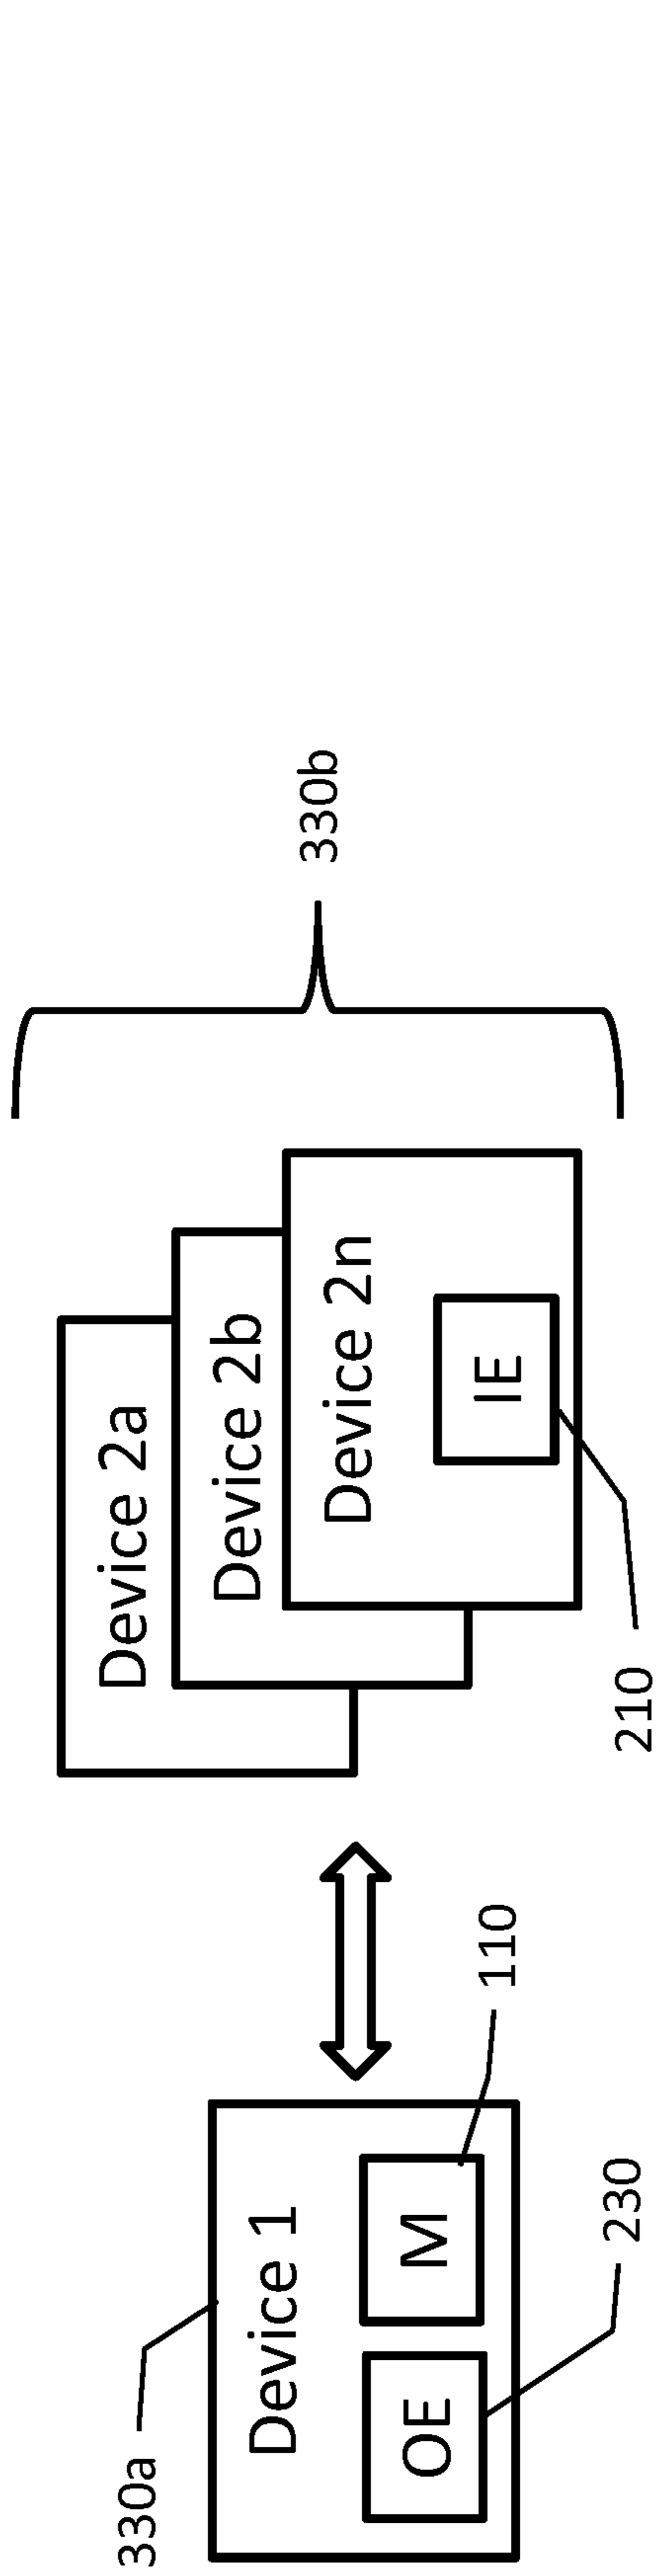 330a
Device 1
OE
M
230
110
Device 2a
Device 2b
Device 2n
IE
210
330b